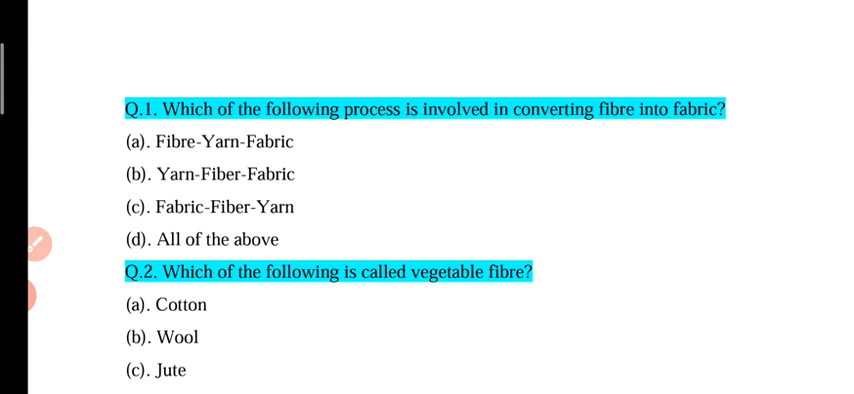 Q.1. Which of the following process is involved in converting fibre into fabric?
(a). Fibre-Yarn-Fabric
(b). Yarn-Fiber-Fabric
(c). Fabric-Fiber-Yarn
(d). All of the above
Q.2. Which of the following is called vegetable fibre?
(a). Cotton
(b). Wool
(c). Jute